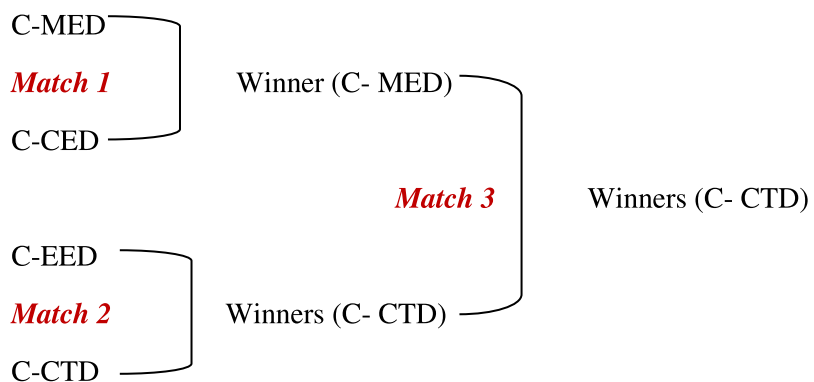 C-MED
Match 1
Winner (C- MED)
C-CED
Match 3
Winners (C- CTD)
C-EED
Match 2
Winners (C- CTD)
C-CTD